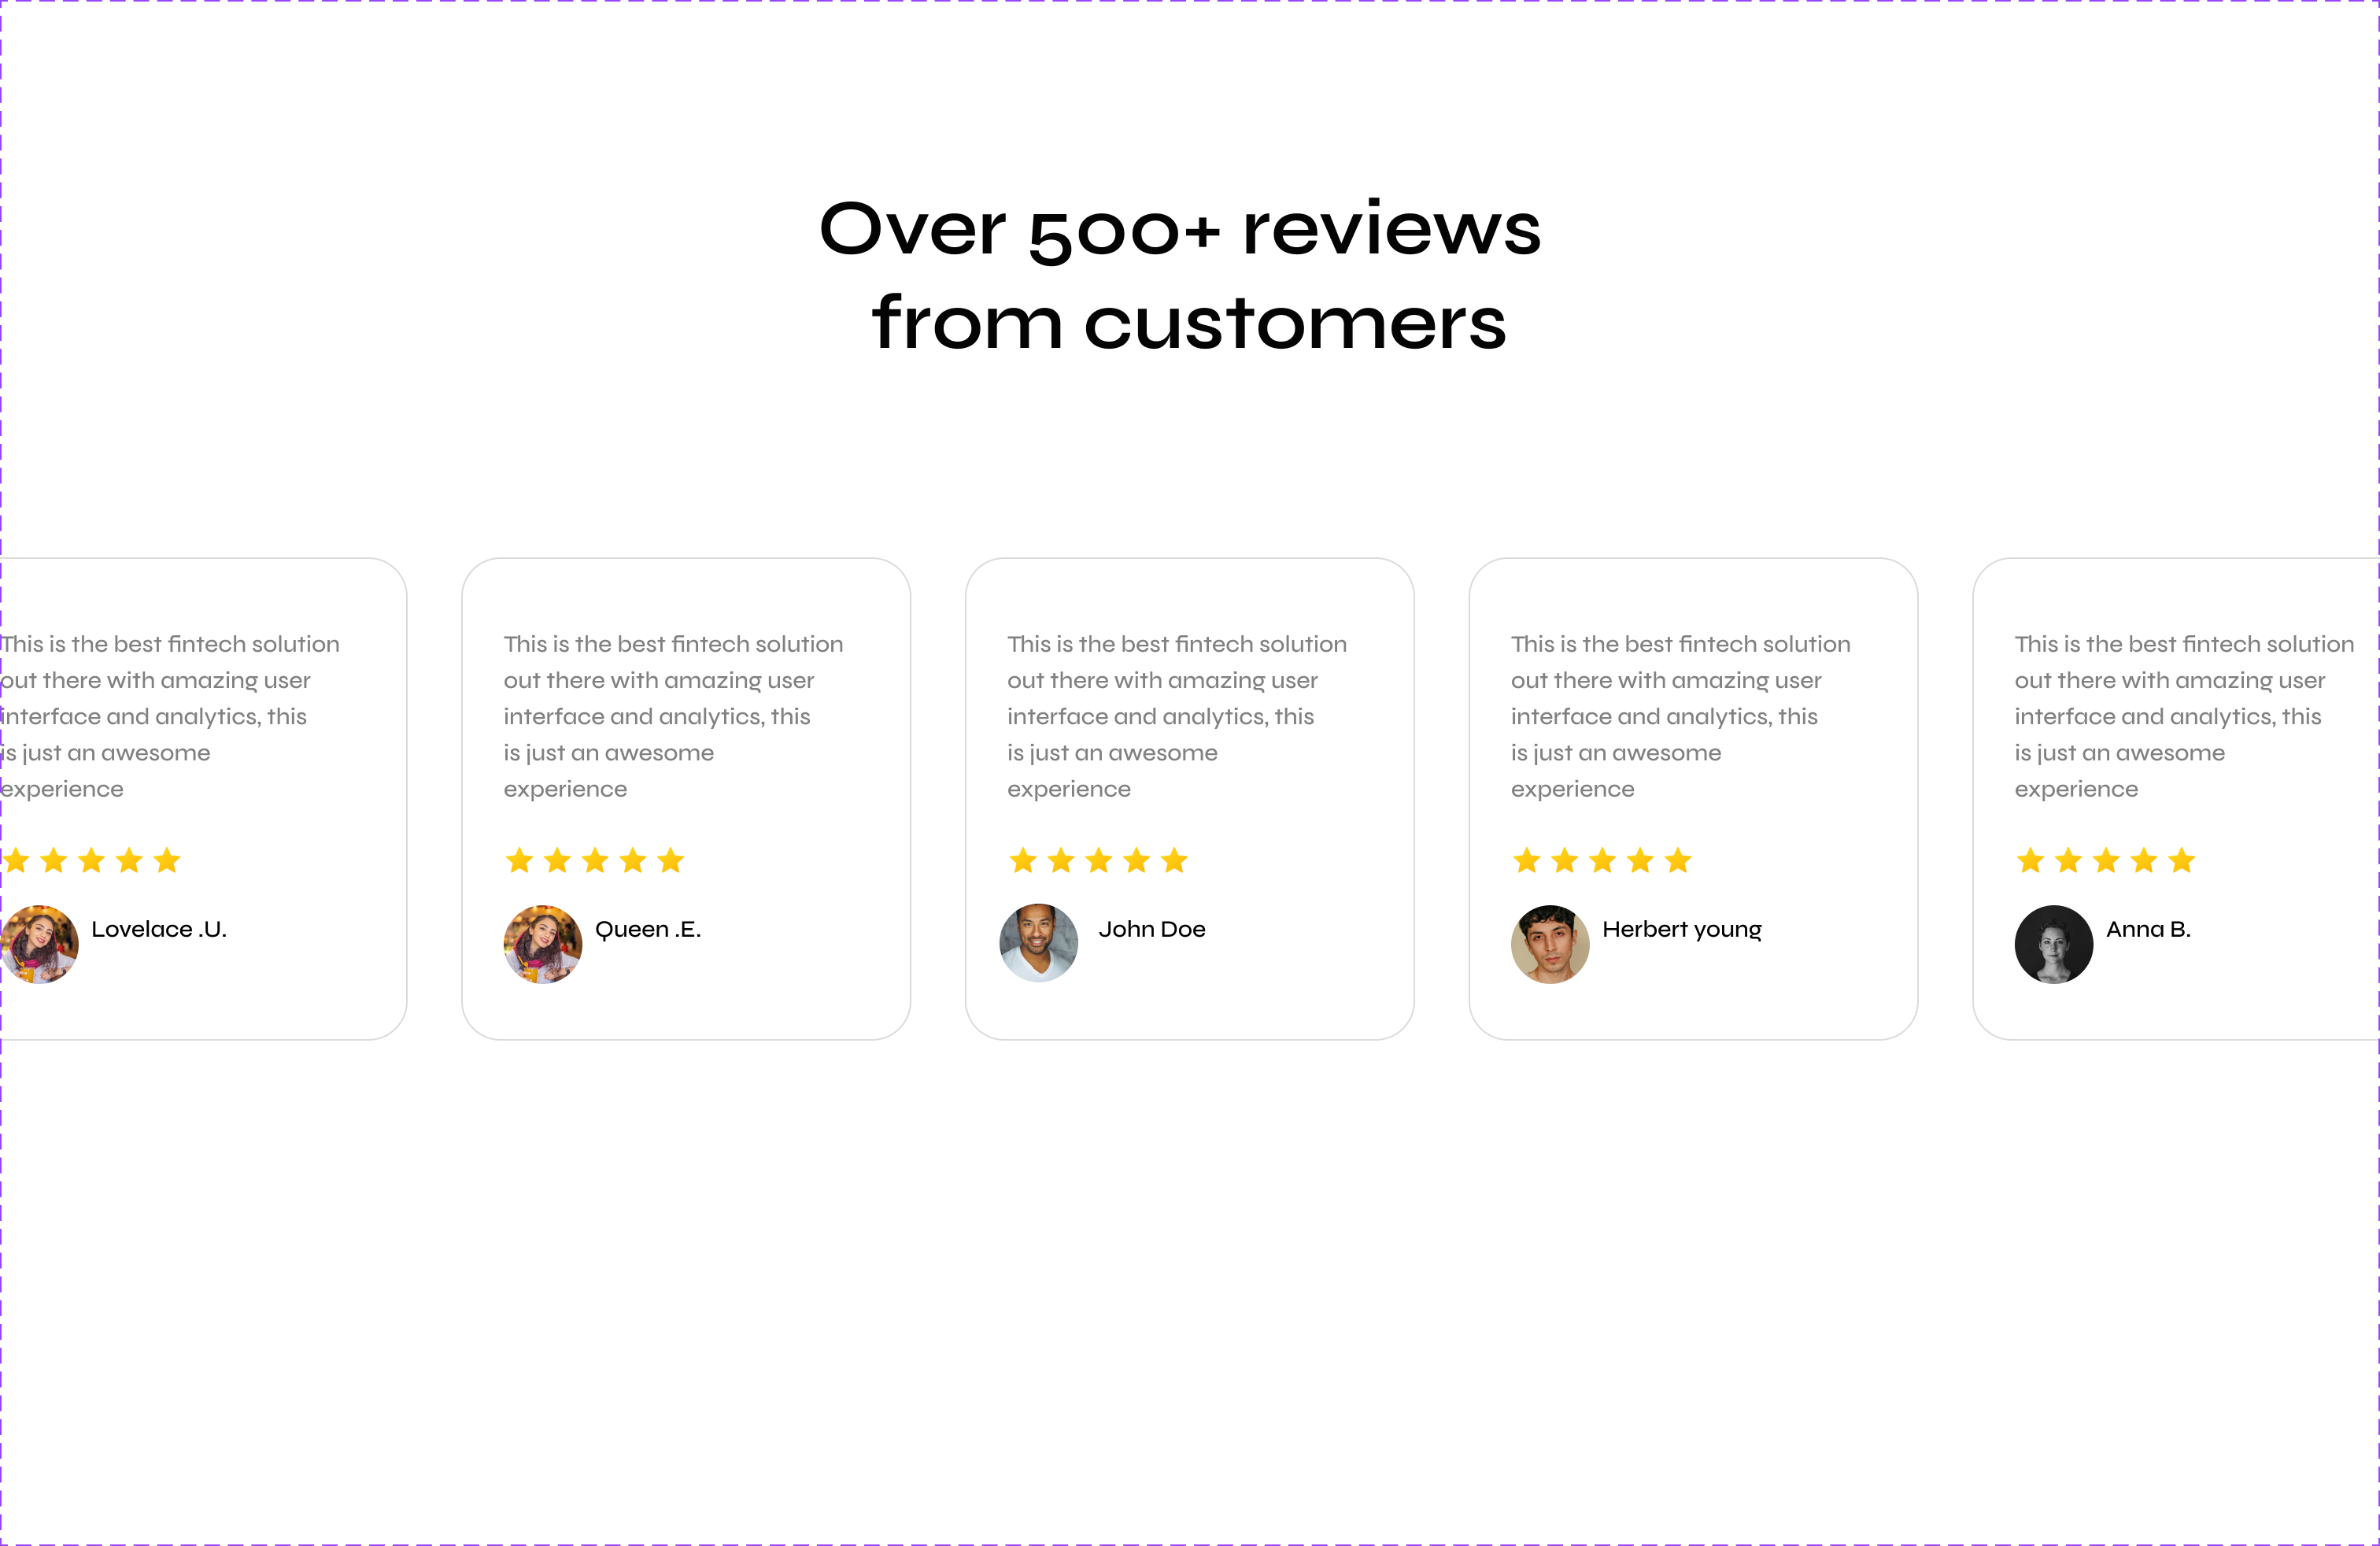 Over 500+ reviews
from customers
This is the best fintech solution
out there with amazing user
interface and analytics, this
is just an awesome
experience
Lovelace .U.
This is the best fintech solution
out there with amazing user
interface and analytics, this
is just an awesome
experience
Queen .E.
This is the best fintech solution
out there with amazing user
interface and analytics, this
is just an awesome
experience
John Doe
This is the best fintech solution
out there with amazing user
interface and analytics, this
is just an awesome
experience
Herbert young
This is the best fintech solution
out there with amazing user
interface and analytics, this
is just an awesome
experience
Anna B.